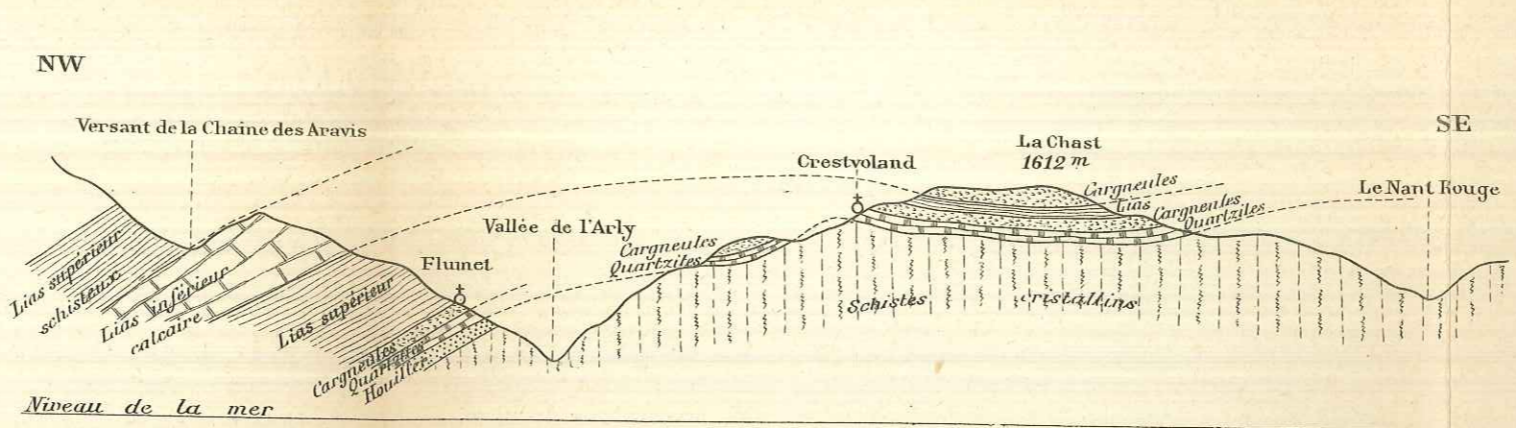 NW
SE
Versant de la Chaine des Aravis
La Chast
1612 m
Crestvoland
Le Nant Rouge
Vallée de l'Arly
Flumet
Cargneules
Lias
Cargneules
Quartzites
Cargneules
Quartzites
Lias supérieur
schisteux
Lias inférieur
calcaire
Lias supérieur
Cargneules
Quartzites
Houiller
Schistes cristallins
Niveau de la mer